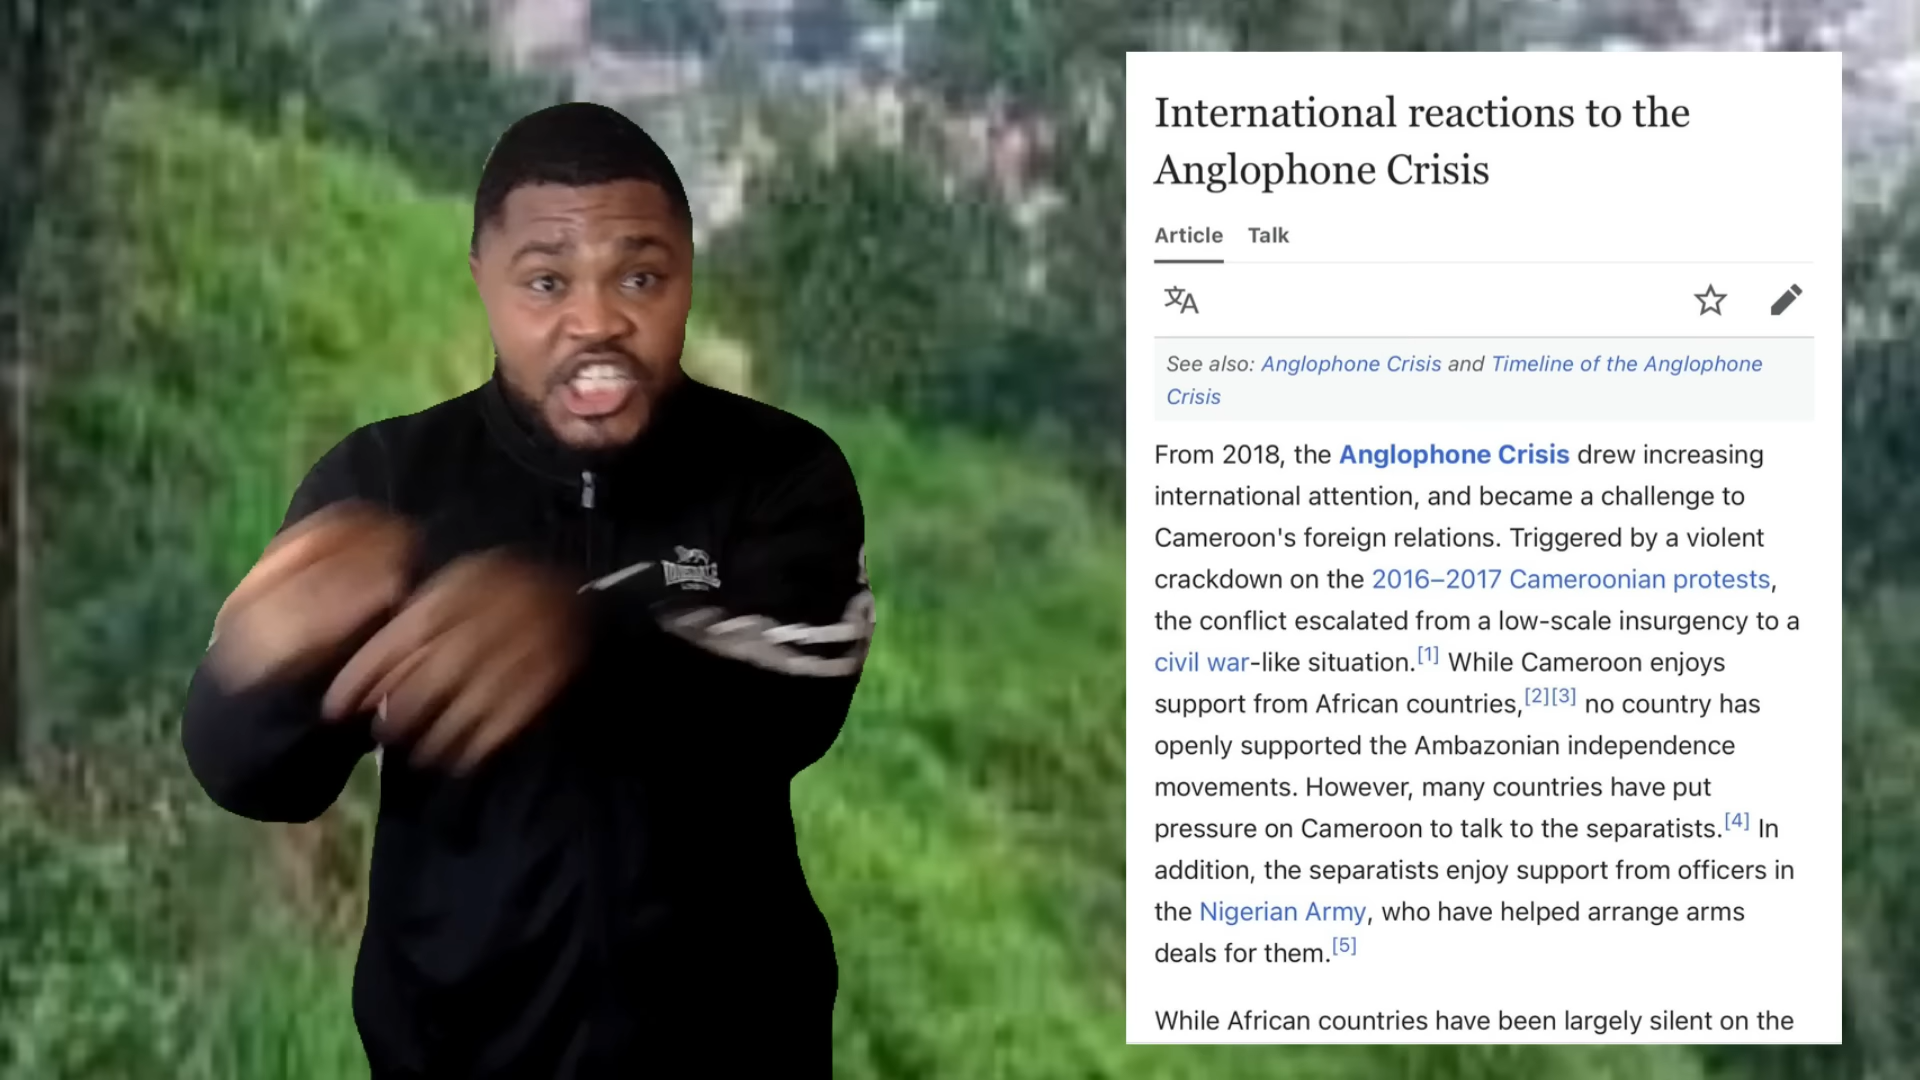 International reactions to the
Anglophone Crisis
Article Talk
See also: Anglophone Crisis and Timeline of the Anglophone
Crisis
From 2018, the Anglophone Crisis drew increasing
international attention, and became a challenge to
Cameroon's foreign relations. Triggered by a violent
crackdown on the 2016–2017 Cameroonian protests,
the conflict escalated from a low-scale insurgency to a
civil war-like situation.[1] While Cameroon enjoys
support from African countries,[2][3] no country has
openly supported the Ambazonian independence
movements. However, many countries have put
pressure on Cameroon to talk to the separatists.[4] In
addition, the separatists enjoy support from officers in
the Nigerian Army, who have helped arrange arms
deals for them.[5]
While African countries have been largely silent on the
LONSDALE